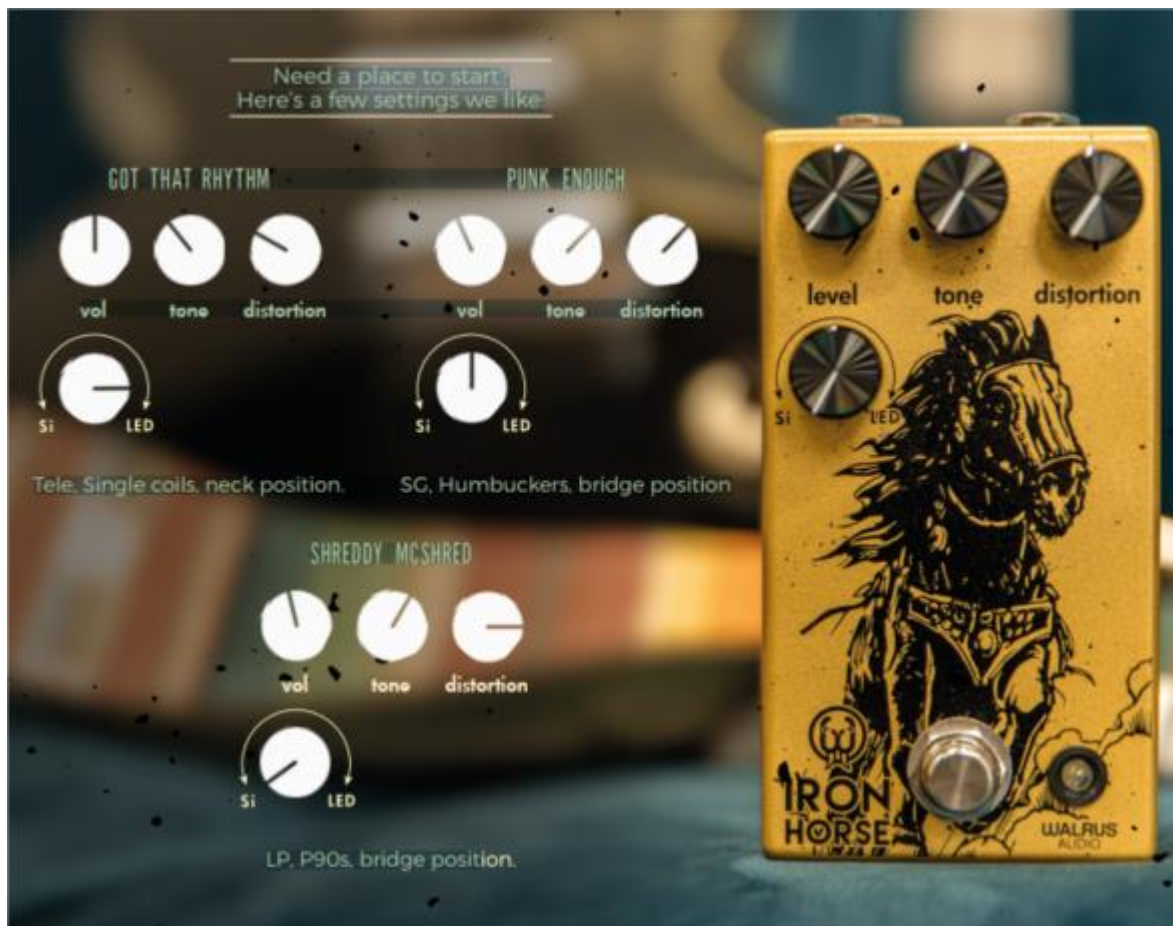 Need a place to start?
Here's a few settings we like
GOT THAT RHYTHM
vol tone distortion
Si LED
Tele, Single coils, neck position.
PUNK ENOUGH
vol tone distortion
Si LED
SG, Humbuckers, bridge position
SHREDDY MCSHRED
vol tone distortion
Si LED
LP, P90s, bridge position.
level tone distortion
Si LED
IRON
HORSE
WALRUS
AUDIO